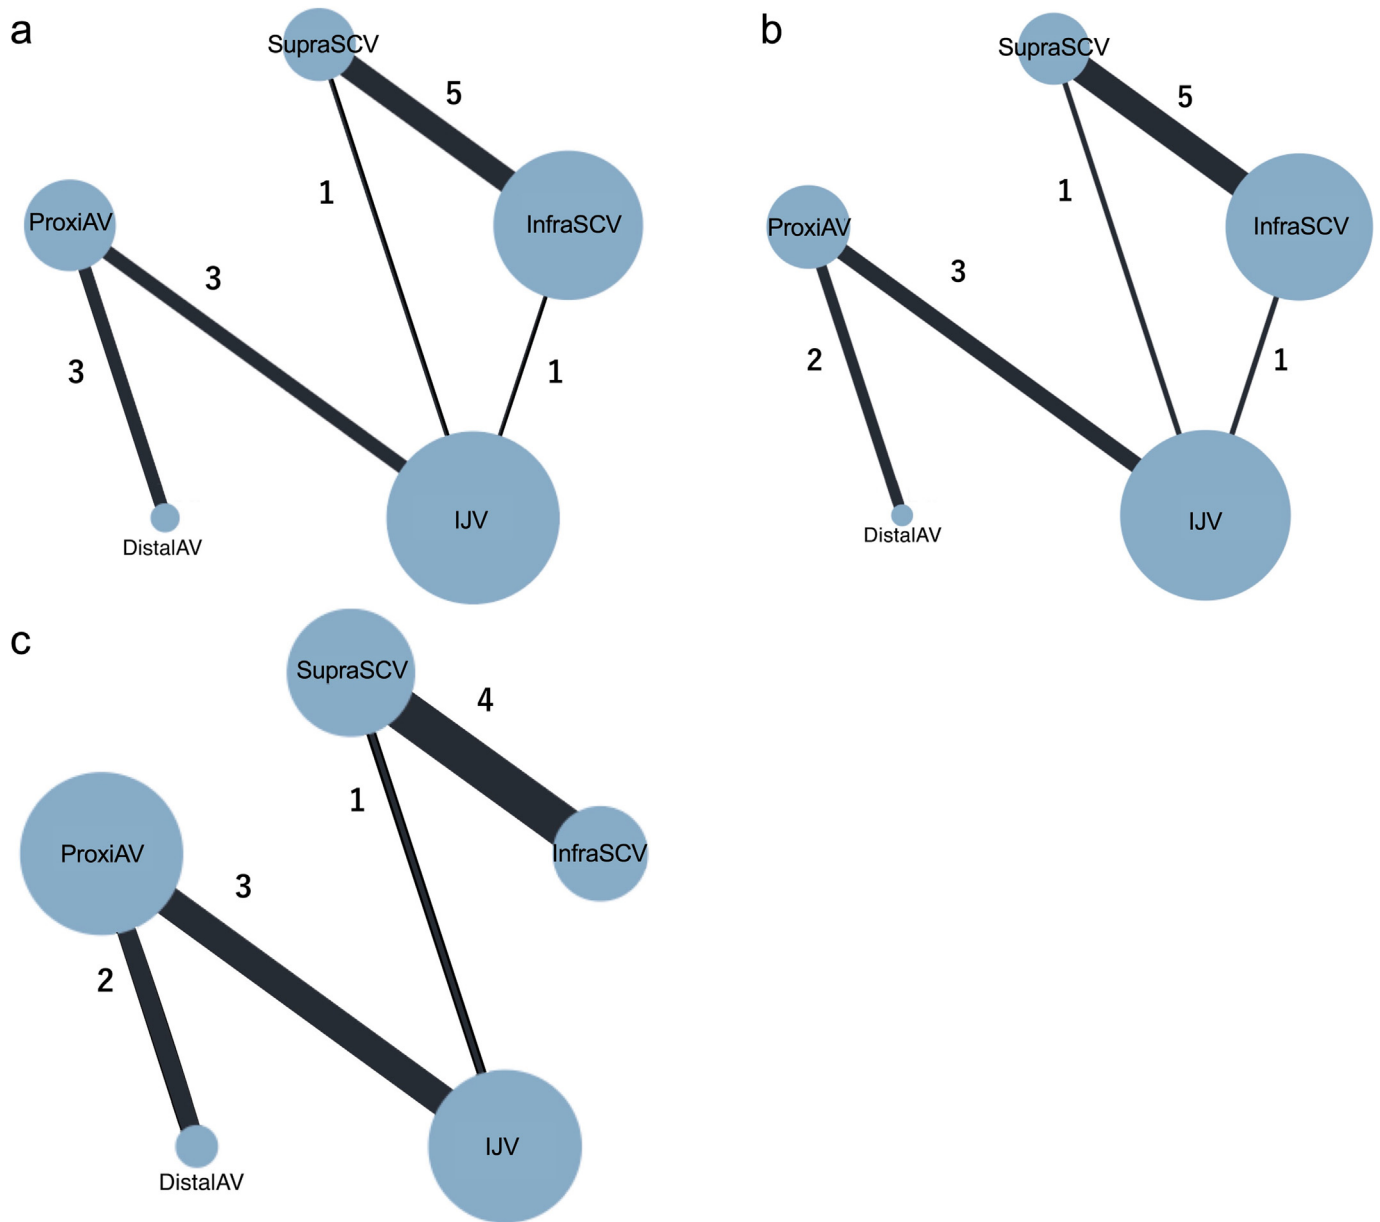 a
SupraSCV
5
1
ProxiAV
InfraSCV
3
3
1
IJV
DistalAV
b
SupraSCV
5
1
ProxiAV
InfraSCV
3
2
1
IJV
DistalAV
c
SupraSCV
4
1
ProxiAV
InfraSCV
3
2
IJV
DistalAV